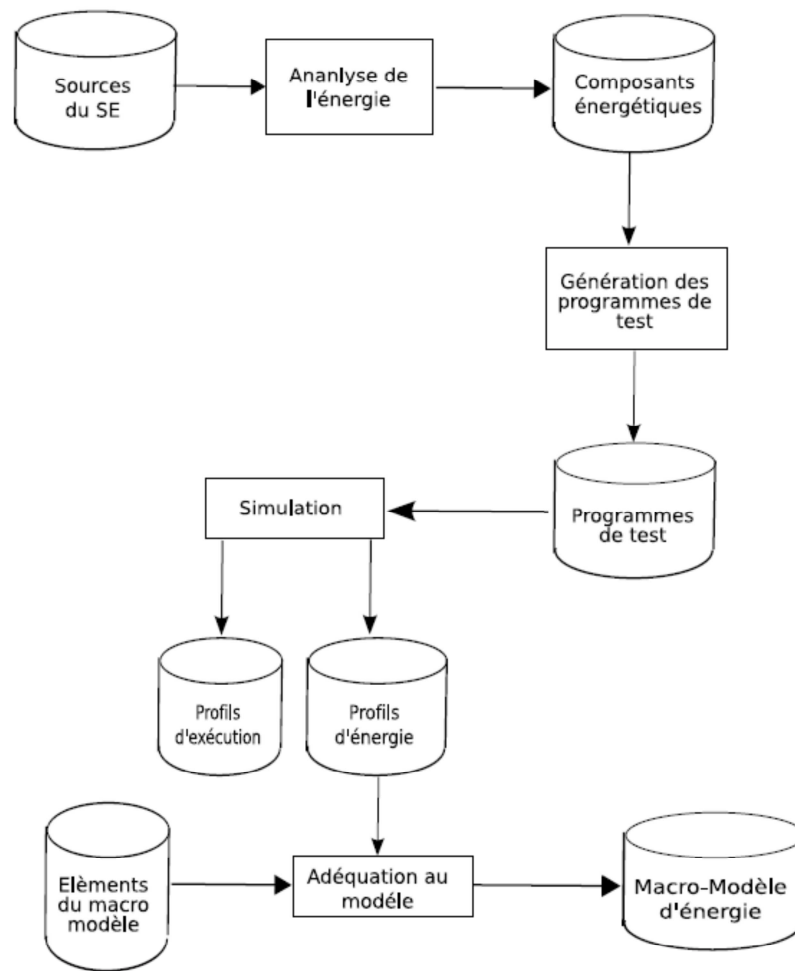 Sources
du SE
Ananlyse de
l'énergie
Composants
énergétiques
Génération des
programmes de
test
Simulation
Programmes
de test
Profils
d'exécution
Profils
d'énergie
Elèments
du macro
modèle
Adéquation au
modéle
Macro-Modèle
d'énergie